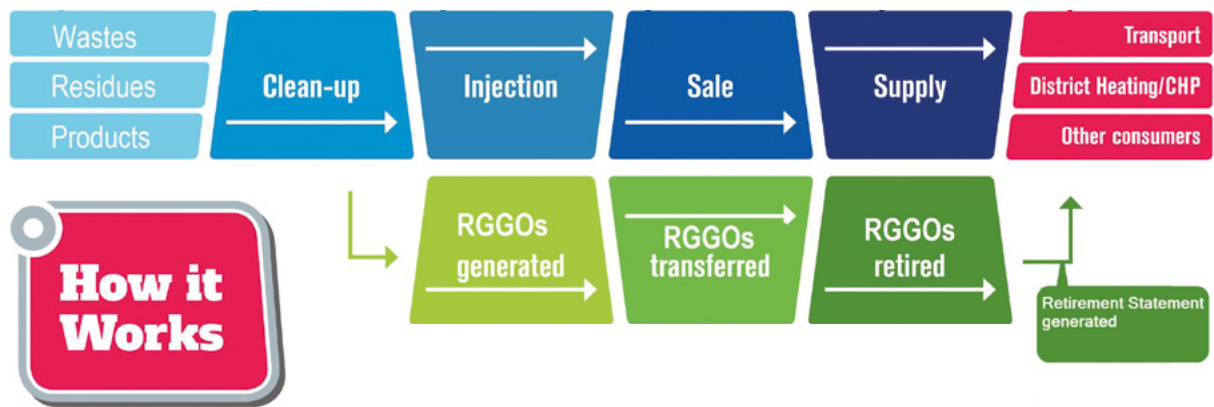 Wastes
Residues
Products
Clean-up
Injection
Sale
Supply
Transport
District Heating/CHP
Other consumers
RGGOs
generated
RGGOs
transferred
RGGOs
retired
Retirement Statement
generated
How it
Works